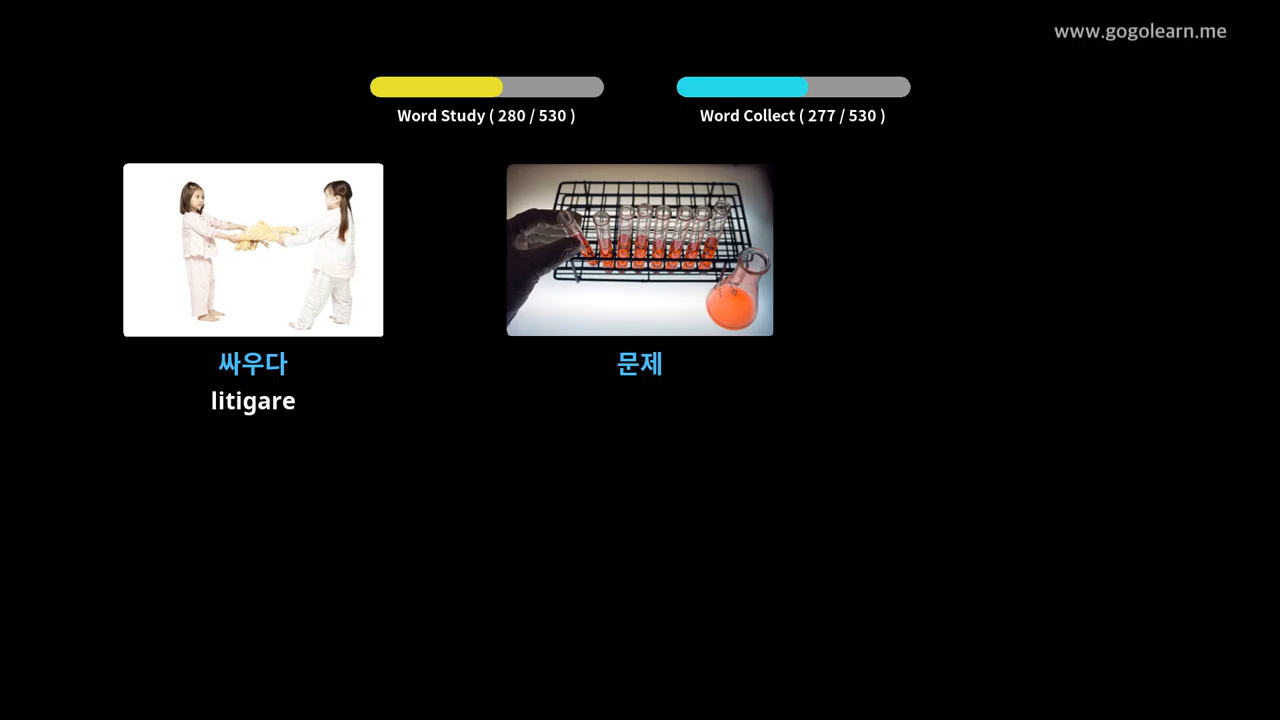 www.gogolearn.me
Word Study ( 280 / 530 )
Word Collect ( 277 / 530 )
싸우다
litigare
문제